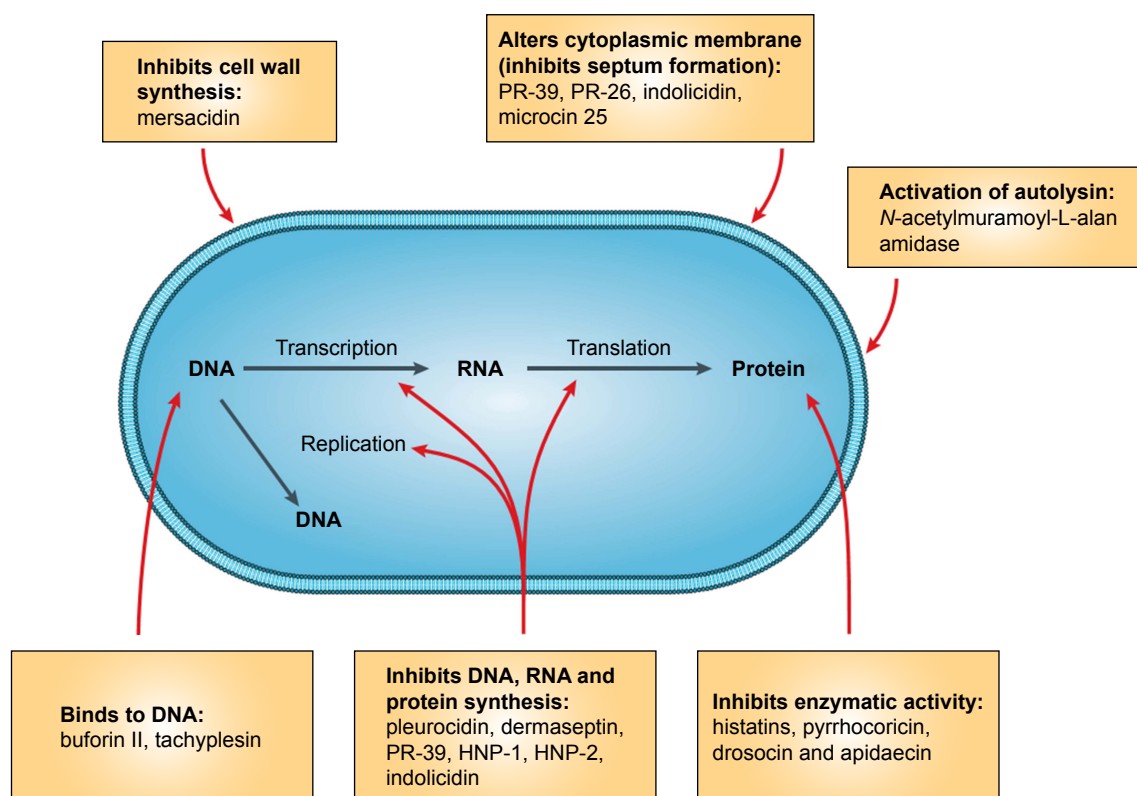 Inhibits cell wall
synthesis:
mersacidin
Alters cytoplasmic membrane
(inhibits septum formation):
PR-39, PR-26, indolicidin,
microcin 25
Activation of autolysin:
N-acetylmuramoyl-L-alan
amidase
Transcription
Translation
DNA
RNA
Protein
Replication
DNA
Binds to DNA:
buforin II, tachyplesin
Inhibits DNA, RNA and
protein synthesis:
pleurocidin, dermaseptin,
PR-39, HNP-1, HNP-2,
indolicidin
Inhibits enzymatic activity:
histatins, pyrrhocoricin,
drosocin and apidaecin